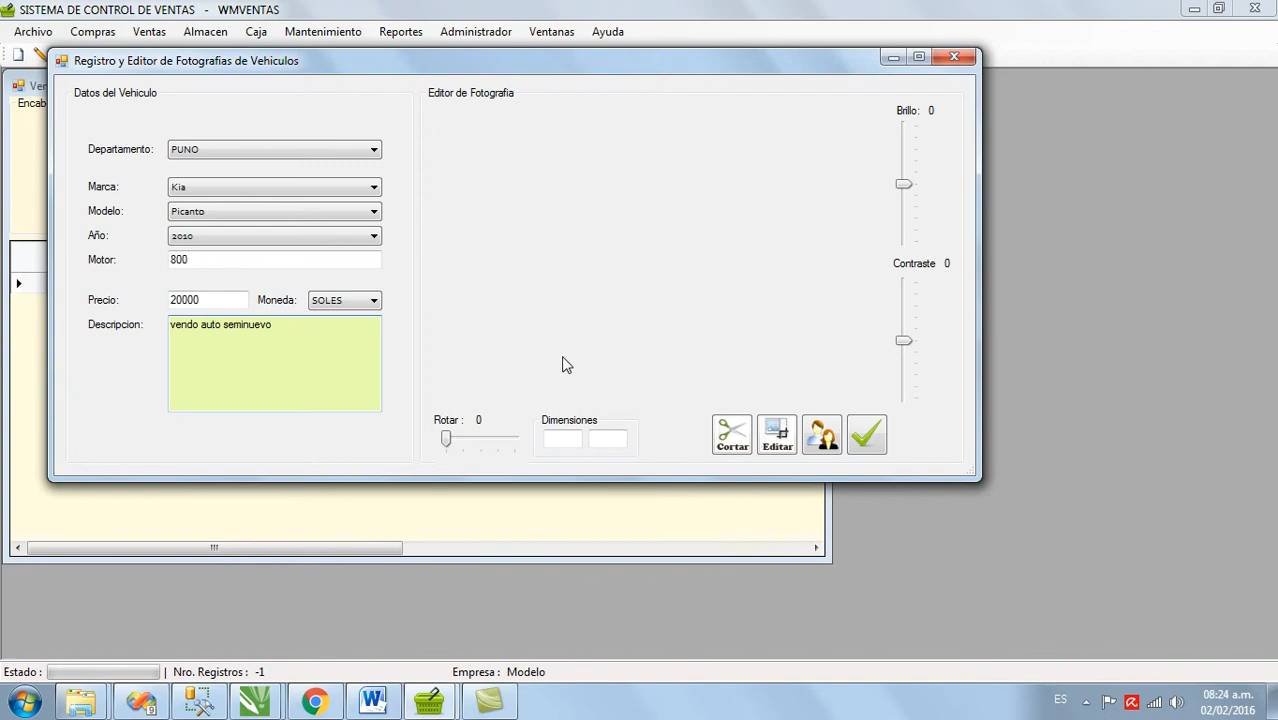 SISTEMA DE CONTROL DE VENTAS - WMVENTAS
Archivo Compras Ventas Almacen Caja Mantenimiento Reportes Administrador Ventanas Ayuda
Registro y Editor de Fotografias de Vehiculos
Ven
Encab
Datos del Vehiculo
Editor de Fotografia
Brillo: 0
Departamento: PUNO
Marca: Kia
Modelo: Picanto
Año: 2010
Motor: 800
Contraste 0
Precio: 20000 Moneda: SOLES
Descripcion: vendo auto seminuevo
Rotar : 0
Dimensiones
Cortar
Editar
Estado : Nro. Registros : -1 Empresa : Modelo
9
W
ES
08:24 a.m.
02/02/2016